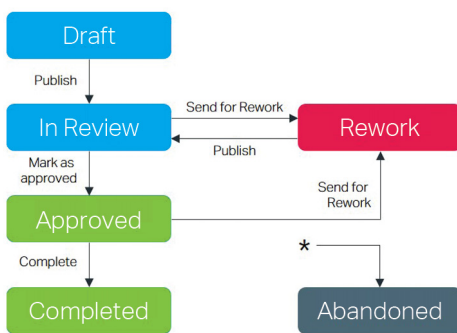 Draft
Publish
Send for Rework
In Review
Rework
Publish
Mark as
approved
Send for
Rework
Approved
*
Complete
Completed
Abandoned